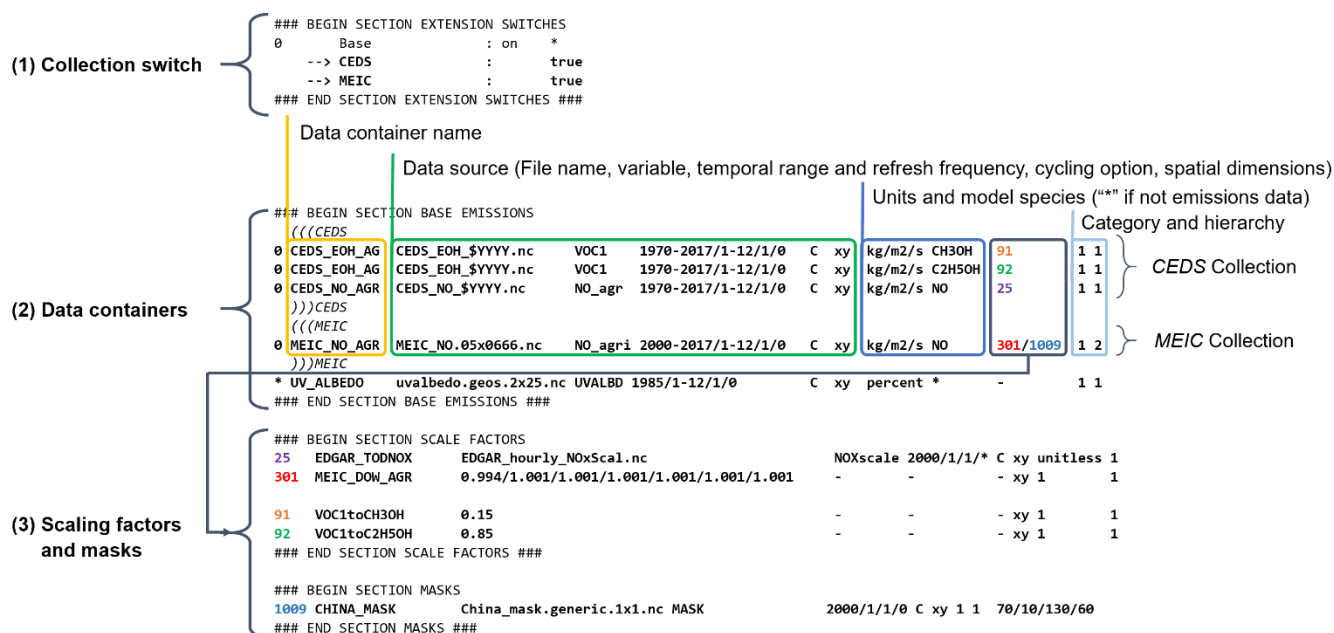 ### BEGIN SECTION EXTENSION SWITCHES
0 Base : on *
--> CEDS : true
--> MEIC : true
### END SECTION EXTENSION SWITCHES ###
(1) Collection switch
Data container name
Data source (File name, variable, temporal range and refresh frequency, cycling option, spatial dimensions)
Units and model species ("*" if not emissions data)
Category and hierarchy
### BEGIN SECTION BASE EMISSIONS
(((CEDS
0 CEDS_EOH_AG CEDS_EOH_$YYYY.nc VOC1 1970-2017/1-12/1/0 C xy kg/m2/s CH3OH 91 1 1
0 CEDS_EOH_AG CEDS_EOH_$YYYY.nc VOC1 1970-2017/1-12/1/0 C xy kg/m2/s C2H5OH 92 1 1
0 CEDS_NO_AGR CEDS_NO_$YYYY.nc NO_agr 1970-2017/1-12/1/0 C xy kg/m2/s NO 25 1 1
CEDS Collection
)))CEDS
(2) Data containers
(((MEIC
0 MEIC_NO_AGR MEIC_NO.05x0666.nc NO_agri 2000-2017/1-12/1/0 C xy kg/m2/s NO 301/1009 1 2
MEIC Collection
)))MEIC
* UV_ALBEDO uvalbedo.geos.2x25.nc UVALBD 1985/1-12/1/0 C xy percent * - 1 1
### END SECTION BASE EMISSIONS ###
### BEGIN SECTION SCALE FACTORS
25 EDGAR_TODNOX EDGAR_hourly_NOxScal.nc NOXscale 2000/1/1/* C xy unitless 1
301 MEIC_DOW_AGR 0.994/1.001/1.001/1.001/1.001/1.001/1.001 - - - xy 1 1
91 VOC1toCH3OH 0.15 - - - xy 1 1
92 VOC1toC2H5OH 0.85 - - - xy 1 1
### END SECTION SCALE FACTORS ###
(3) Scaling factors
and masks
### BEGIN SECTION MASKS
1009 CHINA_MASK China_mask.generic.1x1.nc MASK 2000/1/1/0 C xy 1 1 70/10/130/60
### END SECTION MASKS ###